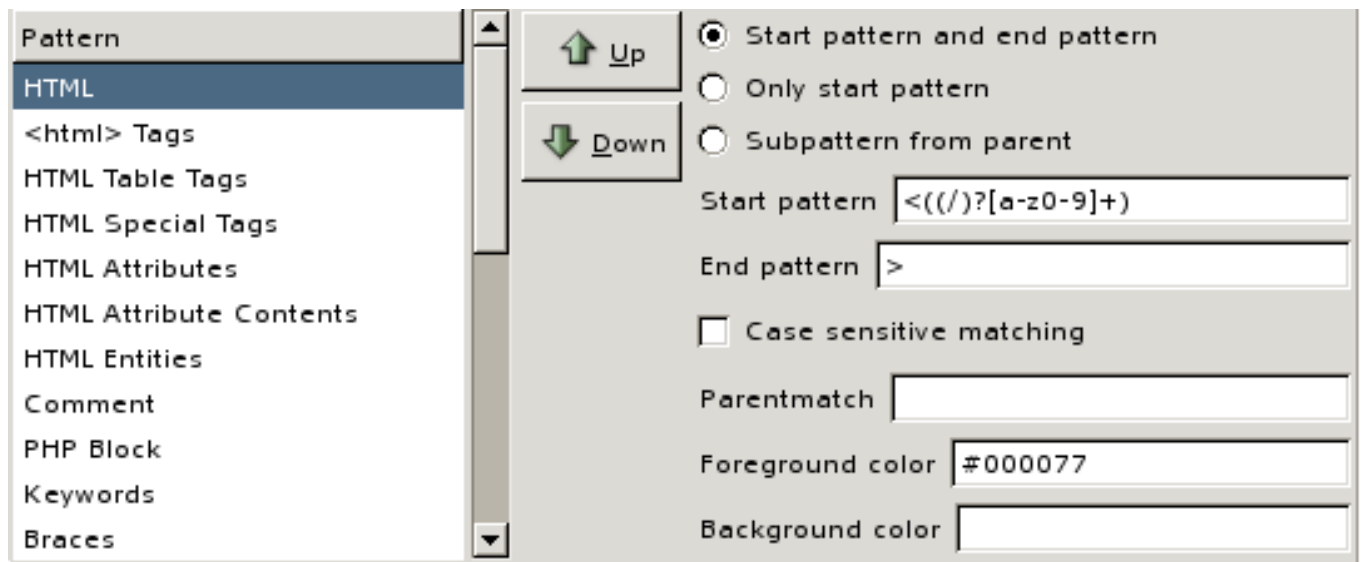 Pattern
HTML
<html> Tags
HTML Table Tags
HTML Special Tags
HTML Attributes
HTML Attribute Contents
HTML Entities
Comment
PHP Block
Keywords
Braces
Up
Down
Start pattern and end pattern
Only start pattern
Subpattern from parent
Start pattern <((/)?[a-z0-9]+)
End pattern >
Case sensitive matching
Parentmatch
Foreground color #000077
Background color